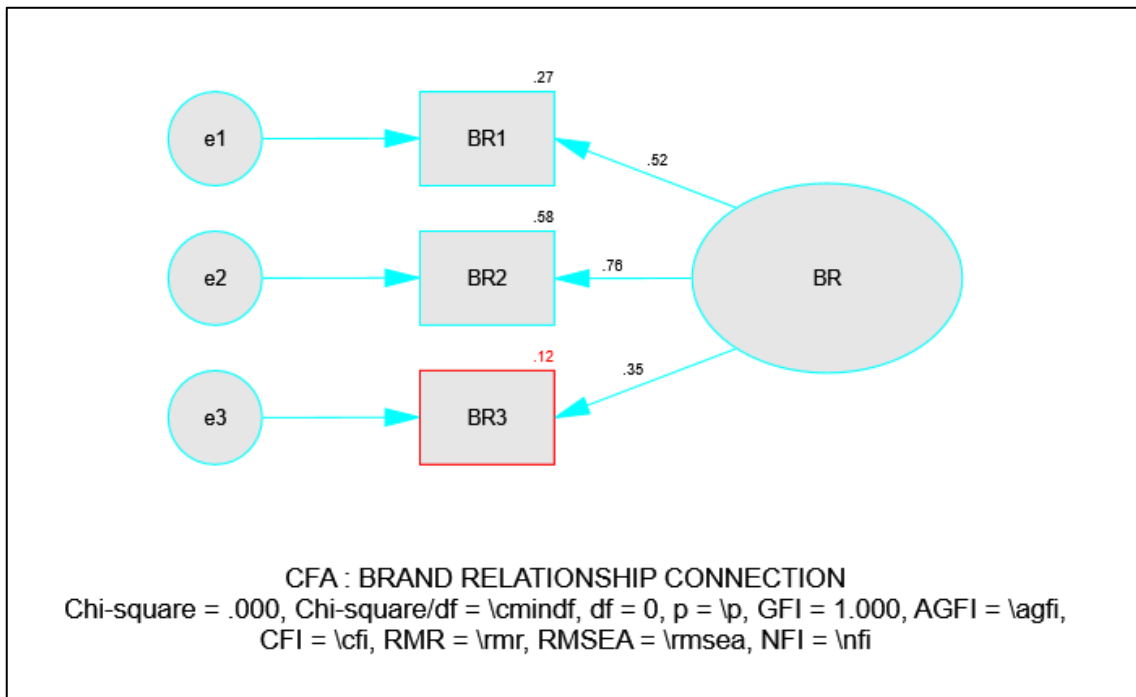 .27
e1
BR1
.52
.58
e2
BR2
.76
BR
.12
e3
BR3
.35
CFA : BRAND RELATIONSHIP CONNECTION
Chi-square = .000, Chi-square/df = \cmindf, df = 0, p = \p, GFI = 1.000, AGFI = \agfi,
CFI = \cfi, RMR = \rmr, RMSEA = \rmsea, NFI = \nfi